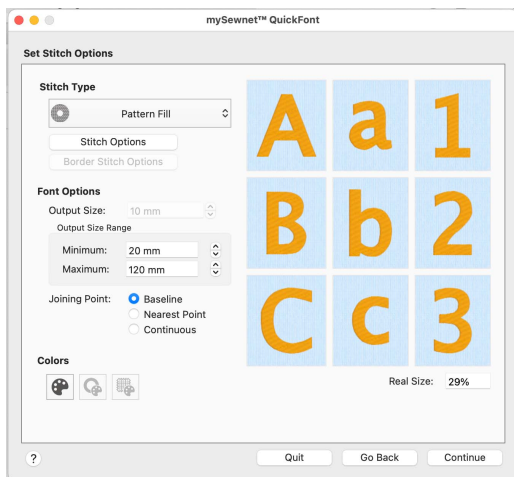 mySewnet™ QuickFont
Set Stitch Options
Stitch Type
Pattern Fill
Stitch Options
Border Stitch Options
Font Options
Output Size: 10 mm
Output Size Range
Minimum: 20 mm
Maximum: 120 mm
Joining Point: Baseline
Nearest Point
Continuous
Colors
A a 1
B b 2
C c 3
Real Size: 29%
? Quit Go Back Continue